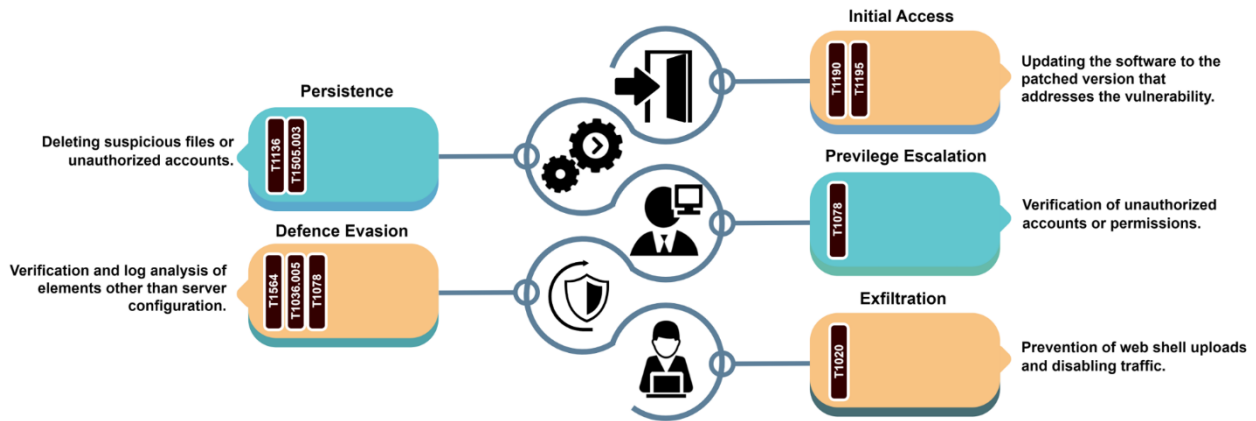 Initial Access
T1190
T1195
Updating the software to the
patched version that
addresses the vulnerability.
Persistence
Deleting suspicious files or
unauthorized accounts.
T1136
T1505.003
Previlege Escalation
T1078
Verification of unauthorized
accounts or permissions.
Defence Evasion
Verification and log analysis of
elements other than server
configuration.
T1564
T1036.005
T1078
Exfiltration
T1020
Prevention of web shell uploads
and disabling traffic.